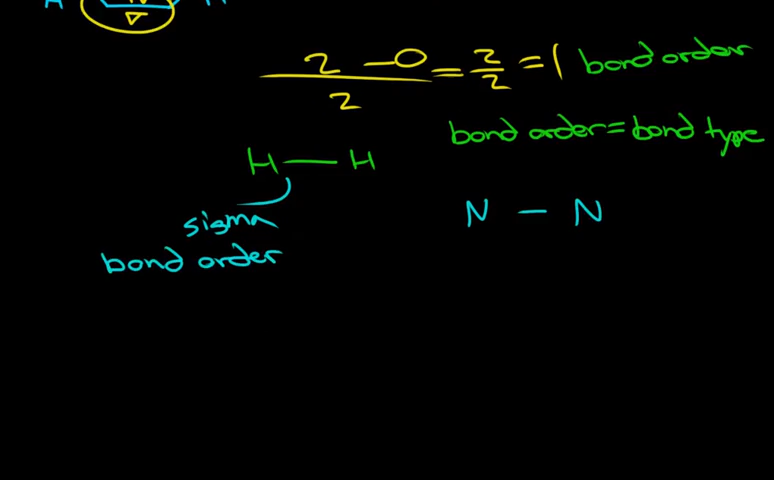 2 - 0 = 2 = 1 bond order
2 2
bond order = bond type
H — H
N — N
sigma
bond order